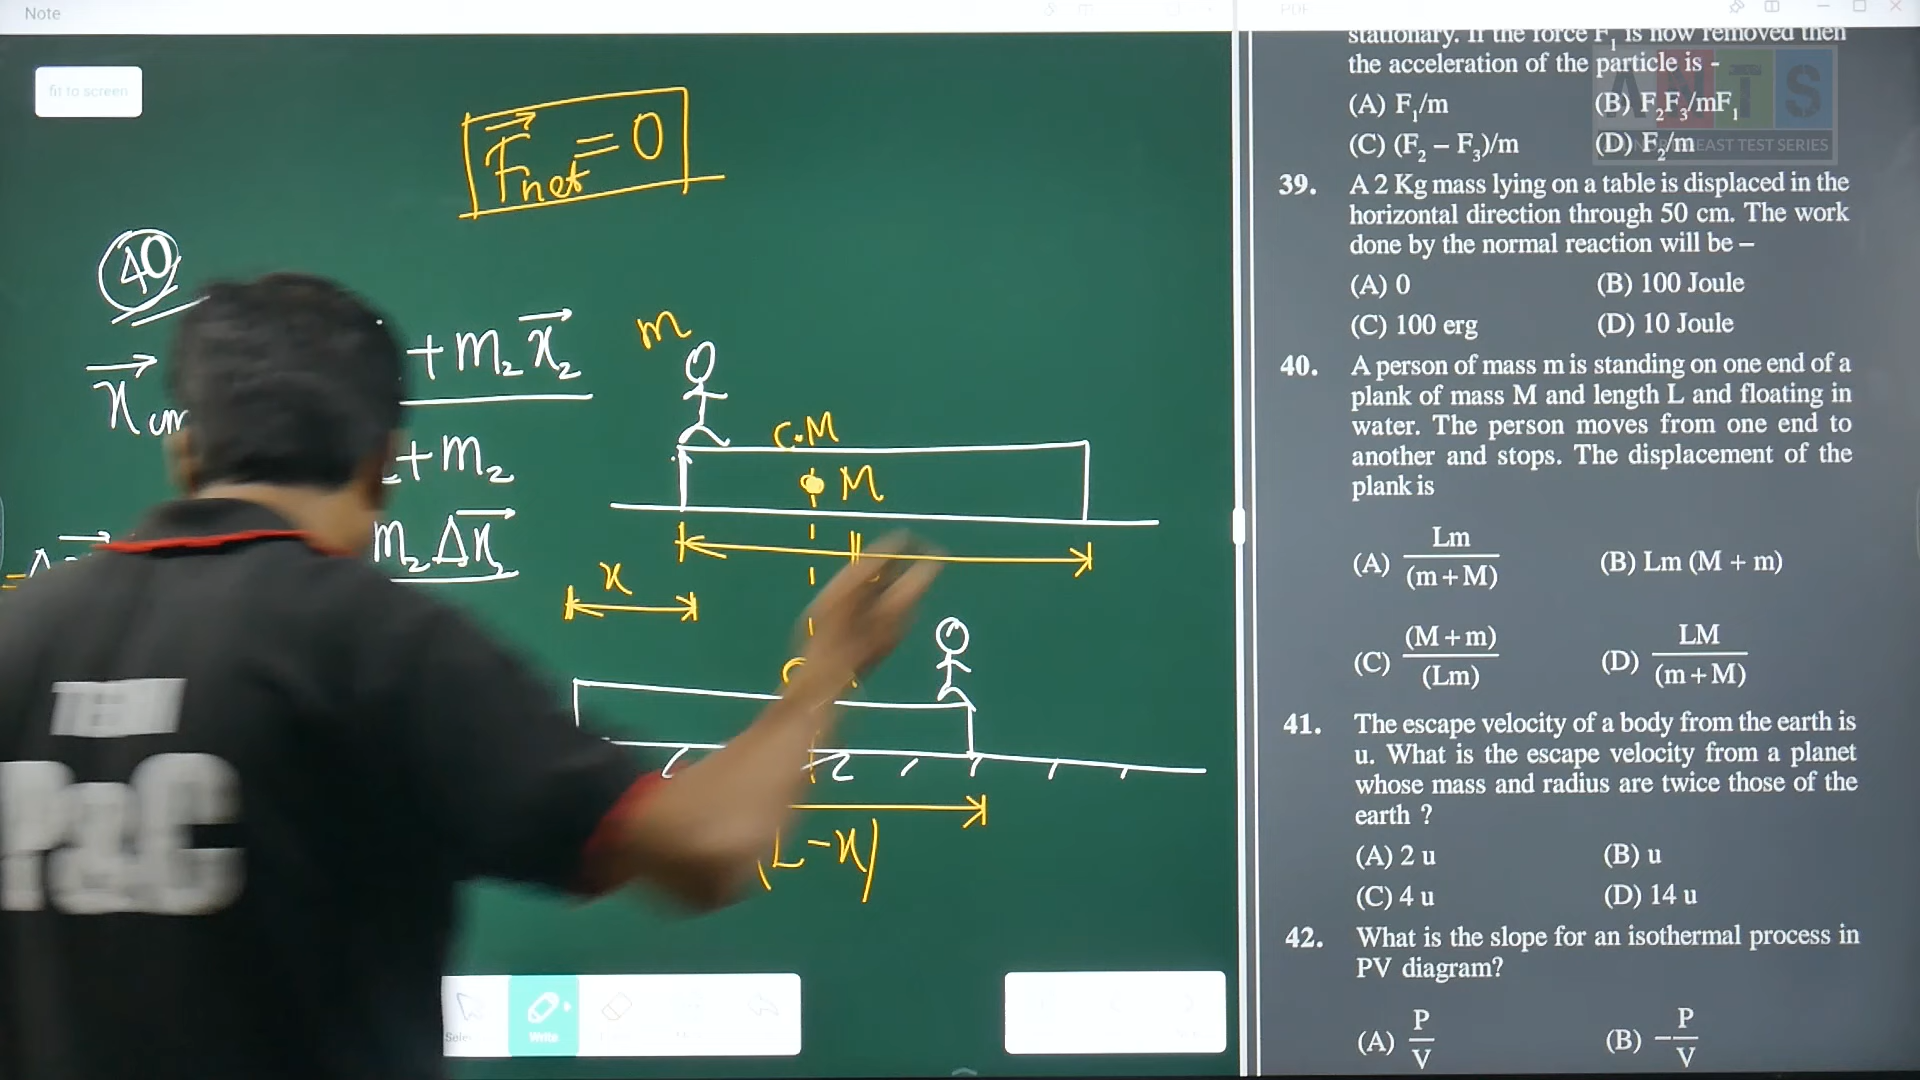 Note
PDF
fit to screen
F⃗net = 0
40
x⃗cm
+ m₂ x⃗₂
+ m₂
m₂ Δx⃗₂
m
C.M
M
x
(L-x)
Write
stationary. If the force F₁ is now removed then
the acceleration of the particle is -
(A) F₁/m (B) F₂F₃/mF₁
(C) (F₂ – F₃)/m (D) F₂/m
ANTS
EAST TEST SERIES
39. A 2 Kg mass lying on a table is displaced in the
horizontal direction through 50 cm. The work
done by the normal reaction will be –
(A) 0 (B) 100 Joule
(C) 100 erg (D) 10 Joule
40. A person of mass m is standing on one end of a
plank of mass M and length L and floating in
water. The person moves from one end to
another and stops. The displacement of the
plank is
(A) Lm/(m+M) (B) Lm (M + m)
(C) (M+m)/(Lm) (D) LM/(m+M)
41. The escape velocity of a body from the earth is
u. What is the escape velocity from a planet
whose mass and radius are twice those of the
earth ?
(A) 2 u (B) u
(C) 4 u (D) 14 u
42. What is the slope for an isothermal process in
PV diagram?
(A) P/V (B) –P/V